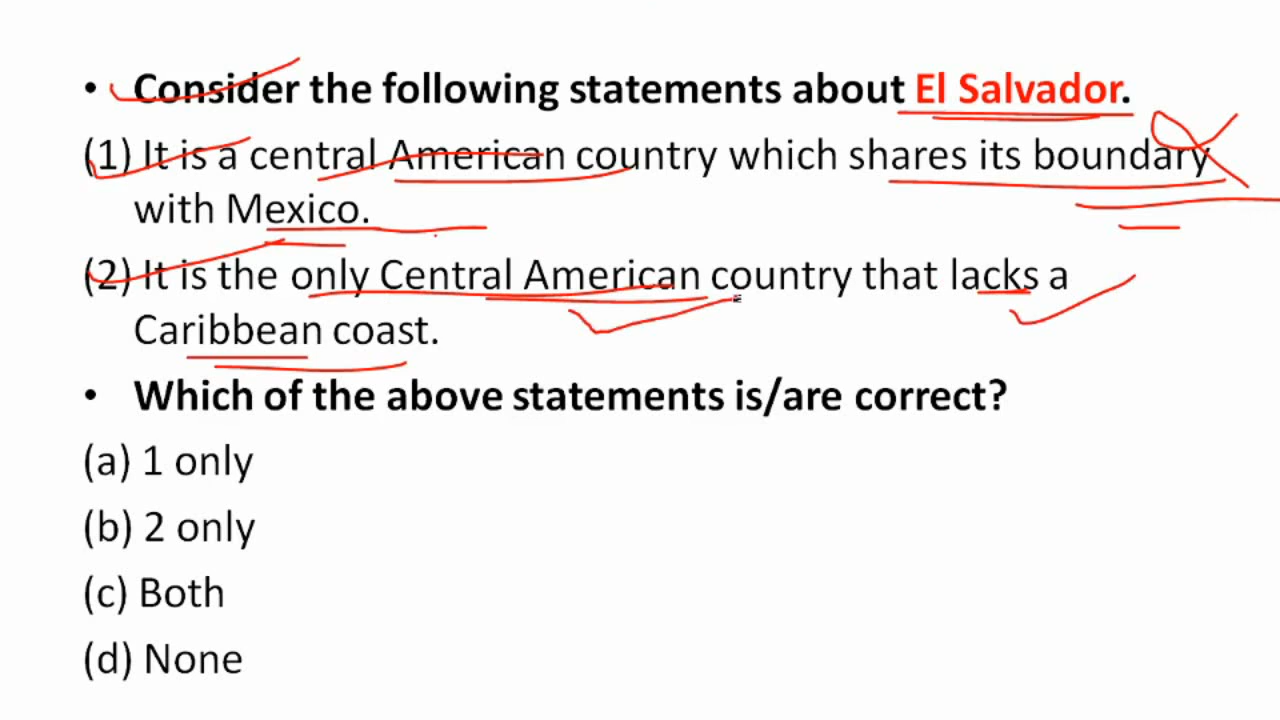 • Consider the following statements about El Salvador.
(1) It is a central American country which shares its boundary
with Mexico.
(2) It is the only Central American country that lacks a
Caribbean coast.
• Which of the above statements is/are correct?
(a) 1 only
(b) 2 only
(c) Both
(d) None